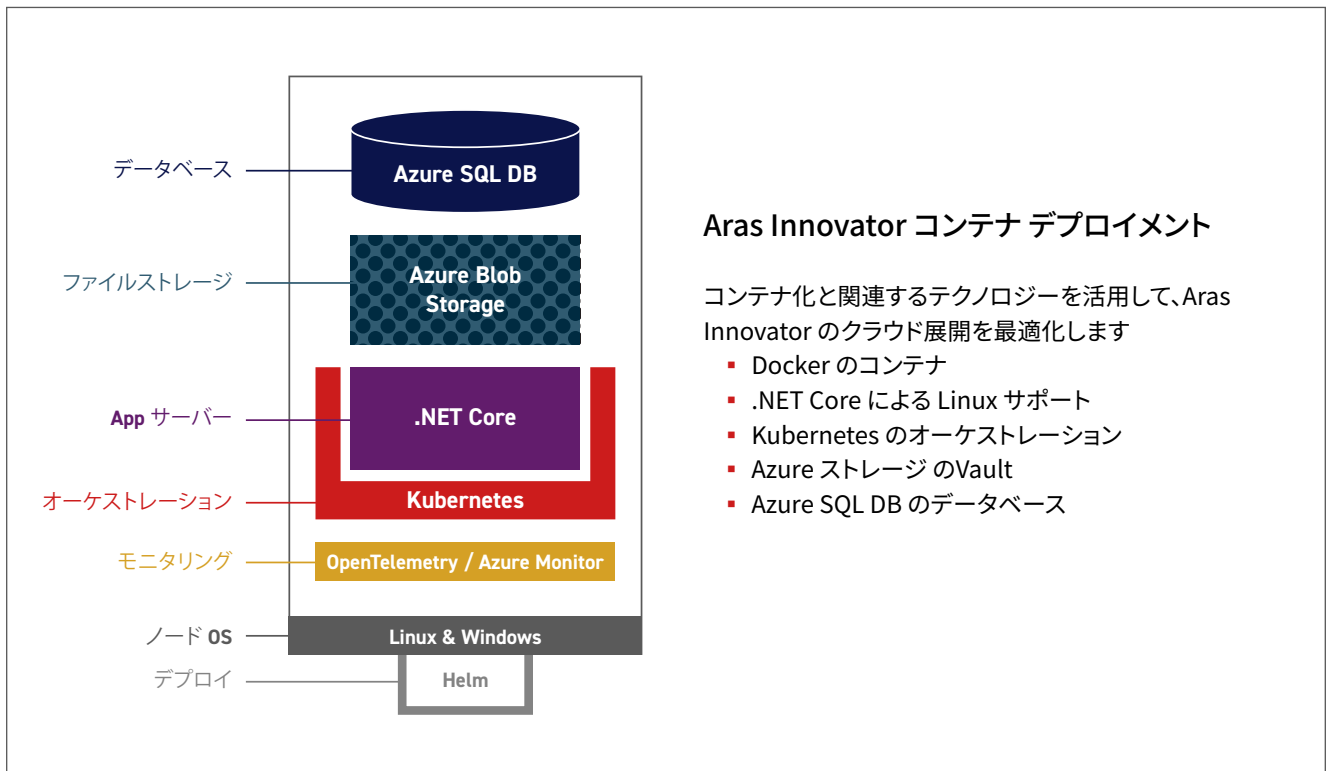 データベース
Azure SQL DB
ファイルストレージ
Azure Blob
Storage
App サーバー
.NET Core
オーケストレーション
Kubernetes
モニタリング
OpenTelemetry / Azure Monitor
ノード OS
Linux & Windows
デプロイ
Helm
Aras Innovator コンテナ デプロイメント
コンテナ化と関連するテクノロジーを活用して、Aras
Innovator のクラウド展開を最適化します
▪ Docker のコンテナ
▪ .NET Core による Linux サポート
▪ Kubernetes のオーケストレーション
▪ Azure ストレージ のVault
▪ Azure SQL DB のデータベース